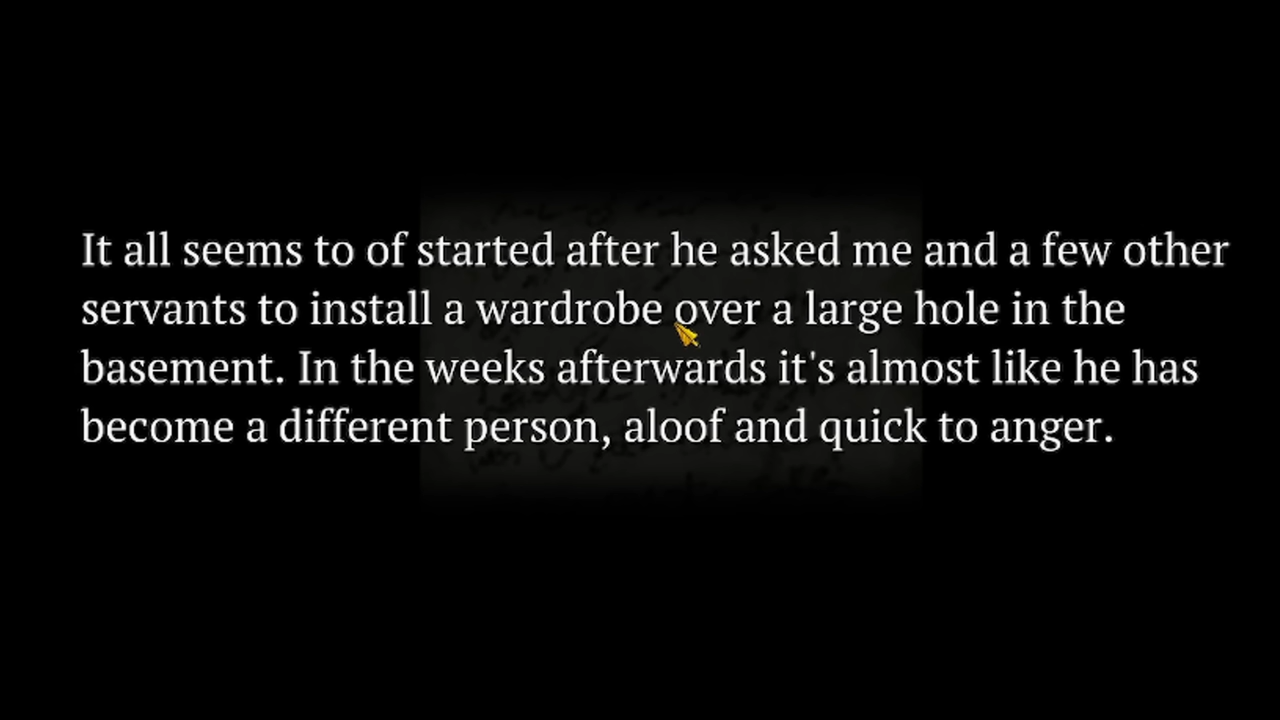 It all seems to of started after he asked me and a few other
servants to install a wardrobe over a large hole in the
basement. In the weeks afterwards it's almost like he has
become a different person, aloof and quick to anger.